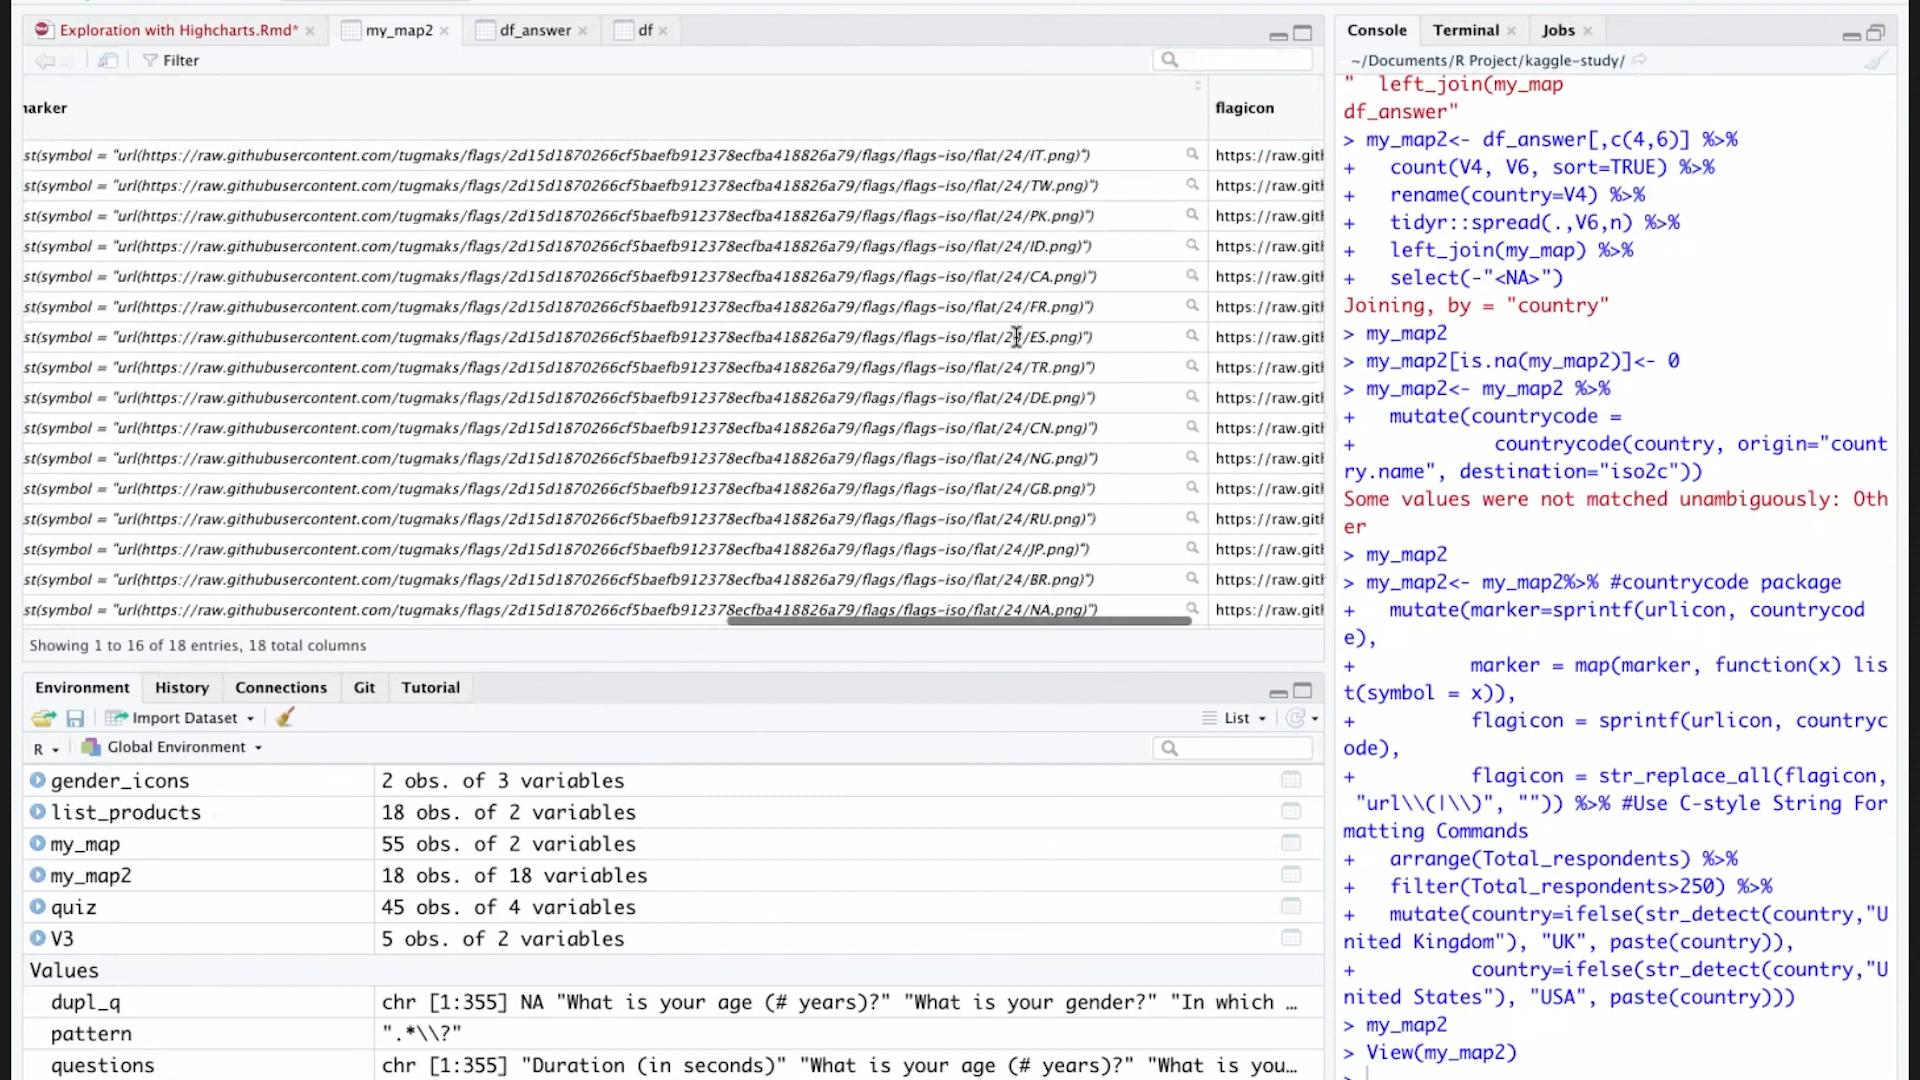 Exploration with Highcharts.Rmd*
my_map2
df_answer
df
Filter
arker
flagicon
st(symbol = "url(https://raw.githubusercontent.com/tugmaks/flags/2d15d1870266cf5baefb912378ecfba418826a79/flags/flags-iso/flat/24/IT.png)") https://raw.gith
st(symbol = "url(https://raw.githubusercontent.com/tugmaks/flags/2d15d1870266cf5baefb912378ecfba418826a79/flags/flags-iso/flat/24/TW.png)") https://raw.gith
st(symbol = "url(https://raw.githubusercontent.com/tugmaks/flags/2d15d1870266cf5baefb912378ecfba418826a79/flags/flags-iso/flat/24/PK.png)") https://raw.gith
st(symbol = "url(https://raw.githubusercontent.com/tugmaks/flags/2d15d1870266cf5baefb912378ecfba418826a79/flags/flags-iso/flat/24/ID.png)") https://raw.gith
st(symbol = "url(https://raw.githubusercontent.com/tugmaks/flags/2d15d1870266cf5baefb912378ecfba418826a79/flags/flags-iso/flat/24/CA.png)") https://raw.gith
st(symbol = "url(https://raw.githubusercontent.com/tugmaks/flags/2d15d1870266cf5baefb912378ecfba418826a79/flags/flags-iso/flat/24/FR.png)") https://raw.gith
st(symbol = "url(https://raw.githubusercontent.com/tugmaks/flags/2d15d1870266cf5baefb912378ecfba418826a79/flags/flags-iso/flat/24/ES.png)") https://raw.gith
st(symbol = "url(https://raw.githubusercontent.com/tugmaks/flags/2d15d1870266cf5baefb912378ecfba418826a79/flags/flags-iso/flat/24/TR.png)") https://raw.gith
st(symbol = "url(https://raw.githubusercontent.com/tugmaks/flags/2d15d1870266cf5baefb912378ecfba418826a79/flags/flags-iso/flat/24/DE.png)") https://raw.gith
st(symbol = "url(https://raw.githubusercontent.com/tugmaks/flags/2d15d1870266cf5baefb912378ecfba418826a79/flags/flags-iso/flat/24/CN.png)") https://raw.gith
st(symbol = "url(https://raw.githubusercontent.com/tugmaks/flags/2d15d1870266cf5baefb912378ecfba418826a79/flags/flags-iso/flat/24/NG.png)") https://raw.gith
st(symbol = "url(https://raw.githubusercontent.com/tugmaks/flags/2d15d1870266cf5baefb912378ecfba418826a79/flags/flags-iso/flat/24/GB.png)") https://raw.gith
st(symbol = "url(https://raw.githubusercontent.com/tugmaks/flags/2d15d1870266cf5baefb912378ecfba418826a79/flags/flags-iso/flat/24/RU.png)") https://raw.gith
st(symbol = "url(https://raw.githubusercontent.com/tugmaks/flags/2d15d1870266cf5baefb912378ecfba418826a79/flags/flags-iso/flat/24/JP.png)") https://raw.gith
st(symbol = "url(https://raw.githubusercontent.com/tugmaks/flags/2d15d1870266cf5baefb912378ecfba418826a79/flags/flags-iso/flat/24/BR.png)") https://raw.gith
st(symbol = "url(https://raw.githubusercontent.com/tugmaks/flags/2d15d1870266cf5baefb912378ecfba418826a79/flags/flags-iso/flat/24/NA.png)") https://raw.gith
Showing 1 to 16 of 18 entries, 18 total columns
Environment History Connections Git Tutorial
Import Dataset List
R Global Environment
gender_icons 2 obs. of 3 variables
list_products 18 obs. of 2 variables
my_map 55 obs. of 2 variables
my_map2 18 obs. of 18 variables
quiz 45 obs. of 4 variables
V3 5 obs. of 2 variables
Values
dupl_q chr [1:355] NA "What is your age (# years)?" "What is your gender?" "In which …
pattern ".*\\?"
questions chr [1:355] "Duration (in seconds)" "What is your age (# years)?" "What is you…
Console Terminal Jobs
~/Documents/R Project/kaggle-study/
" left_join(my_map
df_answer"
> my_map2<- df_answer[,c(4,6)] %>%
+ count(V4, V6, sort=TRUE) %>%
+ rename(country=V4) %>%
+ tidyr::spread(.,V6,n) %>%
+ left_join(my_map) %>%
+ select(-"<NA>")
Joining, by = "country"
> my_map2
> my_map2[is.na(my_map2)]<- 0
> my_map2<- my_map2 %>%
+ mutate(countrycode =
+ countrycode(country, origin="count
ry.name", destination="iso2c"))
Some values were not matched unambiguously: Oth
er
> my_map2
> my_map2<- my_map2%>% #countrycode package
+ mutate(marker=sprintf(urlicon, countrycod
e),
+ marker = map(marker, function(x) lis
t(symbol = x)),
+ flagicon = sprintf(urlicon, countryc
ode),
+ flagicon = str_replace_all(flagicon,
"url\\(|\\)", "")) %>% #Use C-style String For
matting Commands
+ arrange(Total_respondents) %>%
+ filter(Total_respondents>250) %>%
+ mutate(country=ifelse(str_detect(country,"U
nited Kingdom"), "UK", paste(country)),
+ country=ifelse(str_detect(country,"U
nited States"), "USA", paste(country)))
> my_map2
> View(my_map2)
>